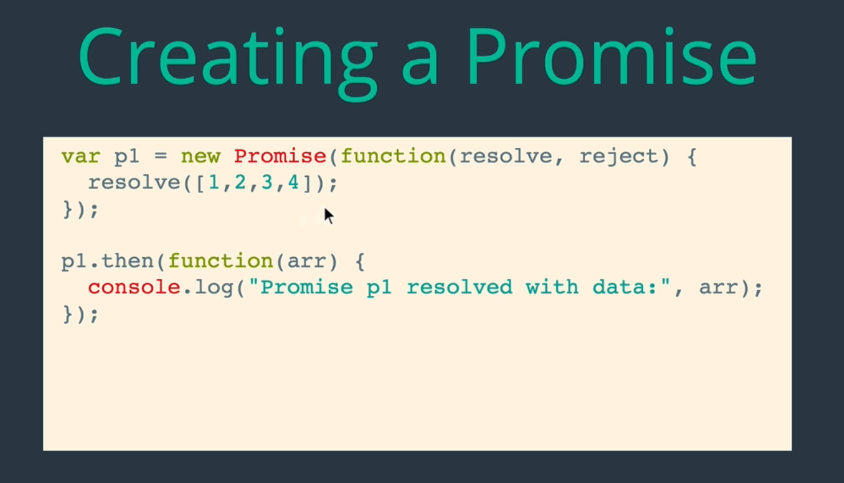 Creating a Promise
var p1 = new Promise(function(resolve, reject) {
  resolve([1,2,3,4]);
});

p1.then(function(arr) {
  console.log("Promise p1 resolved with data:", arr);
});